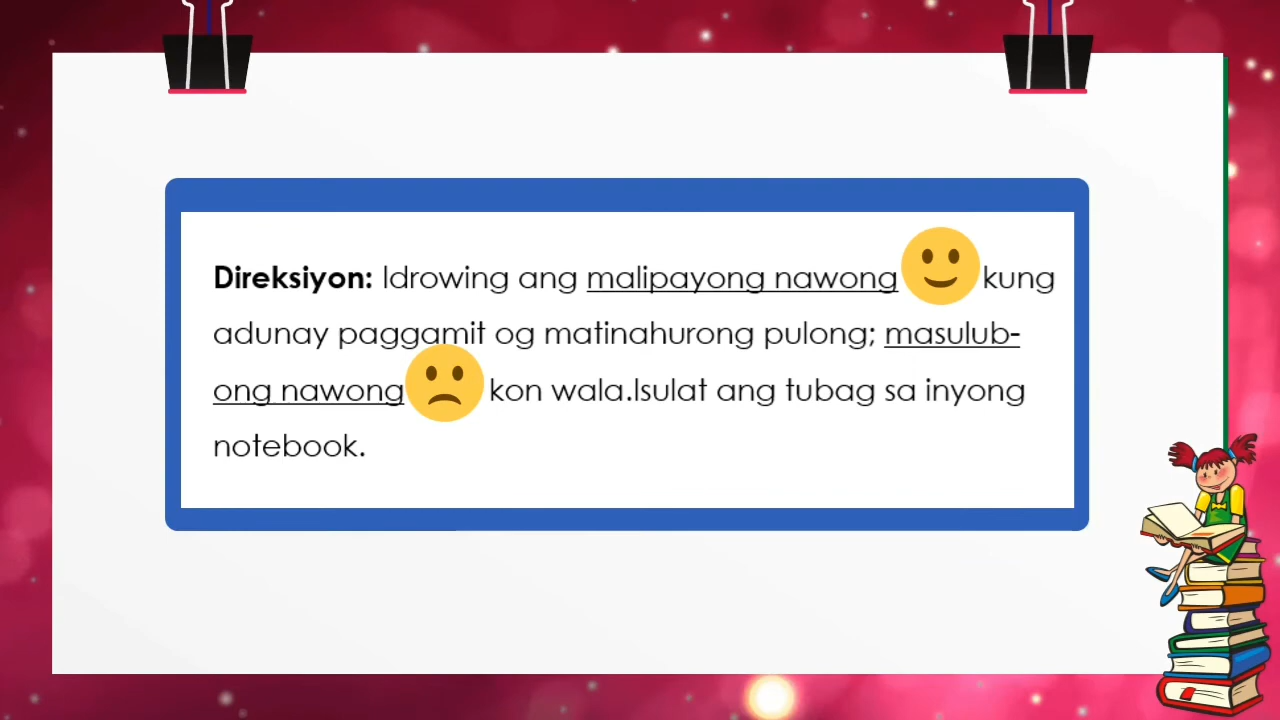 Direksiyon: Idrowing ang malipayong nawong kung
adunay paggamit og matinahurong pulong; masulub-
ong nawong kon wala.Isulat ang tubag sa inyong
notebook.